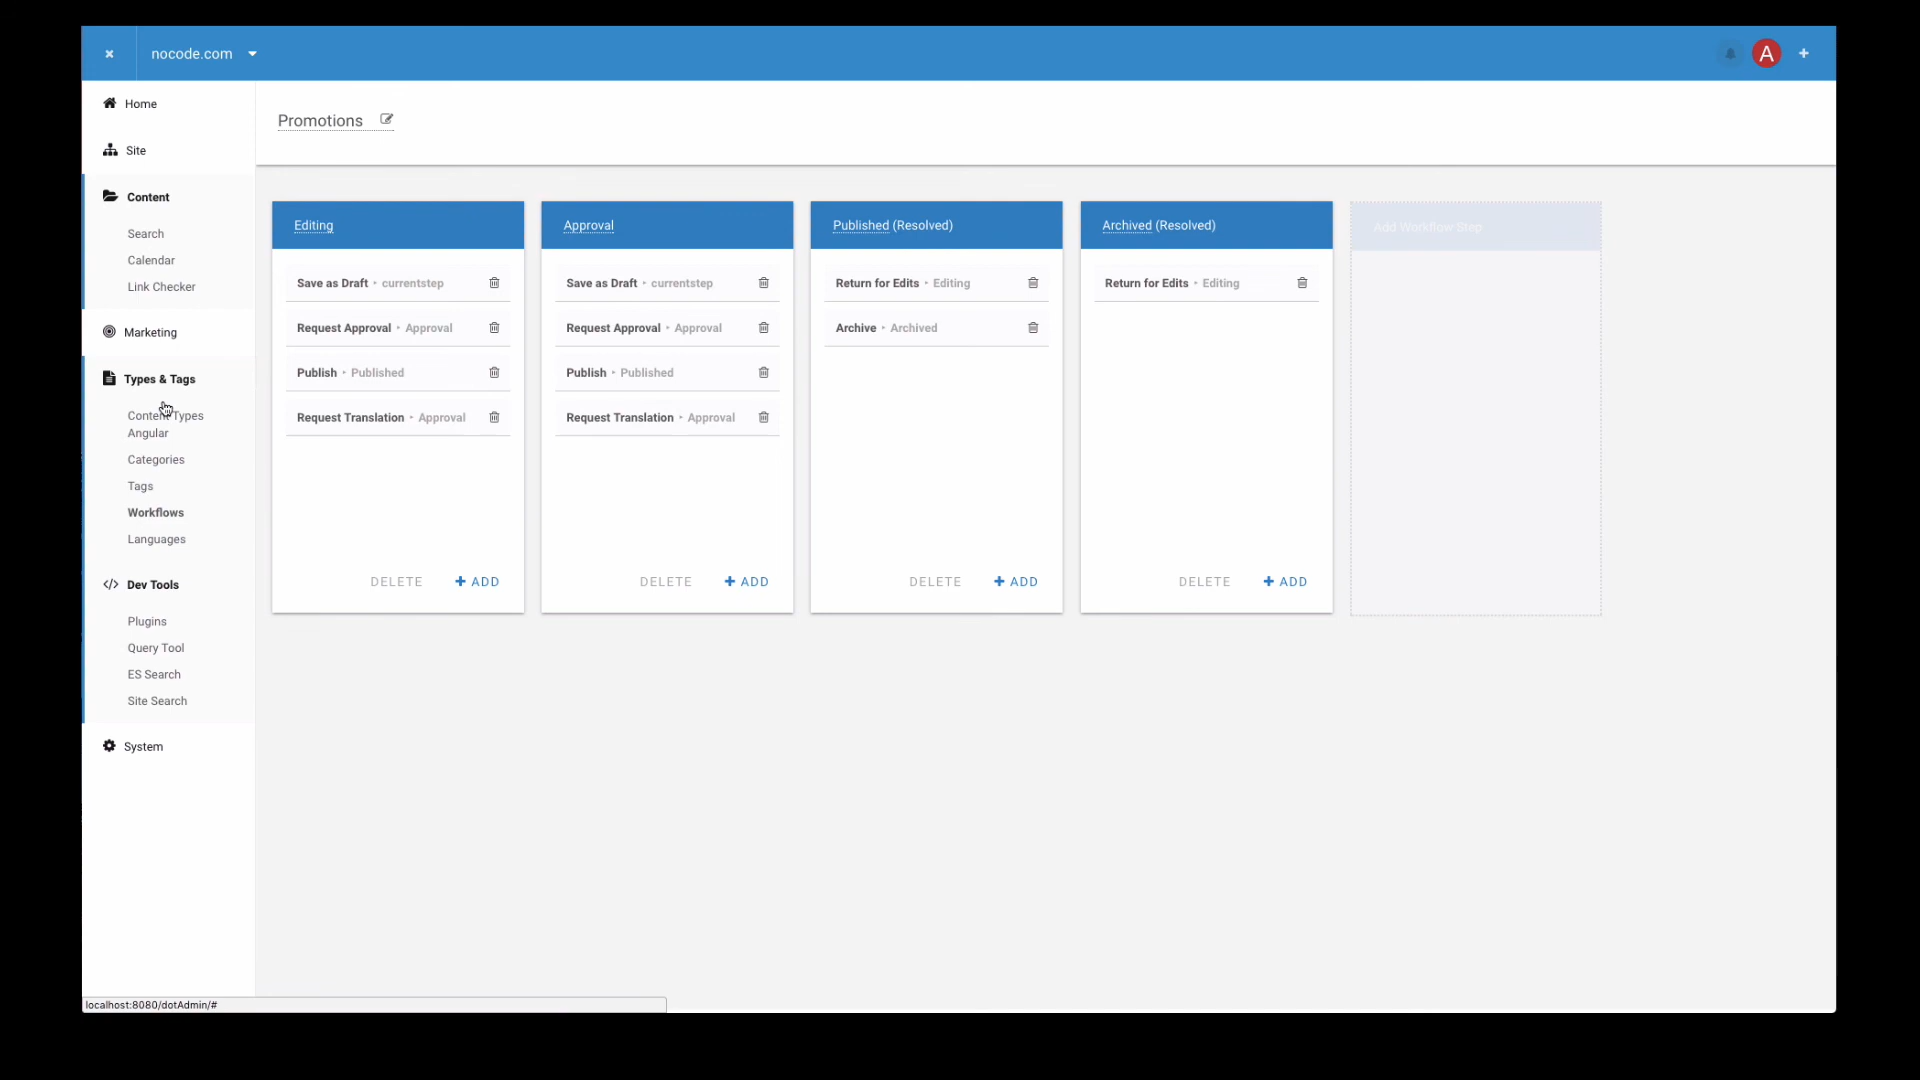 nocode.com
A
Home
Site
Content
Search
Calendar
Link Checker
Marketing
Types & Tags
Content Types
Angular
Categories
Tags
Workflows
Languages
Dev Tools
Plugins
Query Tool
ES Search
Site Search
System
Promotions
Editing
Save as Draft • currentstep
Request Approval • Approval
Publish • Published
Request Translation • Approval
DELETE + ADD
Approval
Save as Draft • currentstep
Request Approval • Approval
Publish • Published
Request Translation • Approval
DELETE + ADD
Published (Resolved)
Return for Edits • Editing
Archive • Archived
DELETE + ADD
Archived (Resolved)
Return for Edits • Editing
DELETE + ADD
Add Workflow Step
localhost:8080/dotAdmin/#